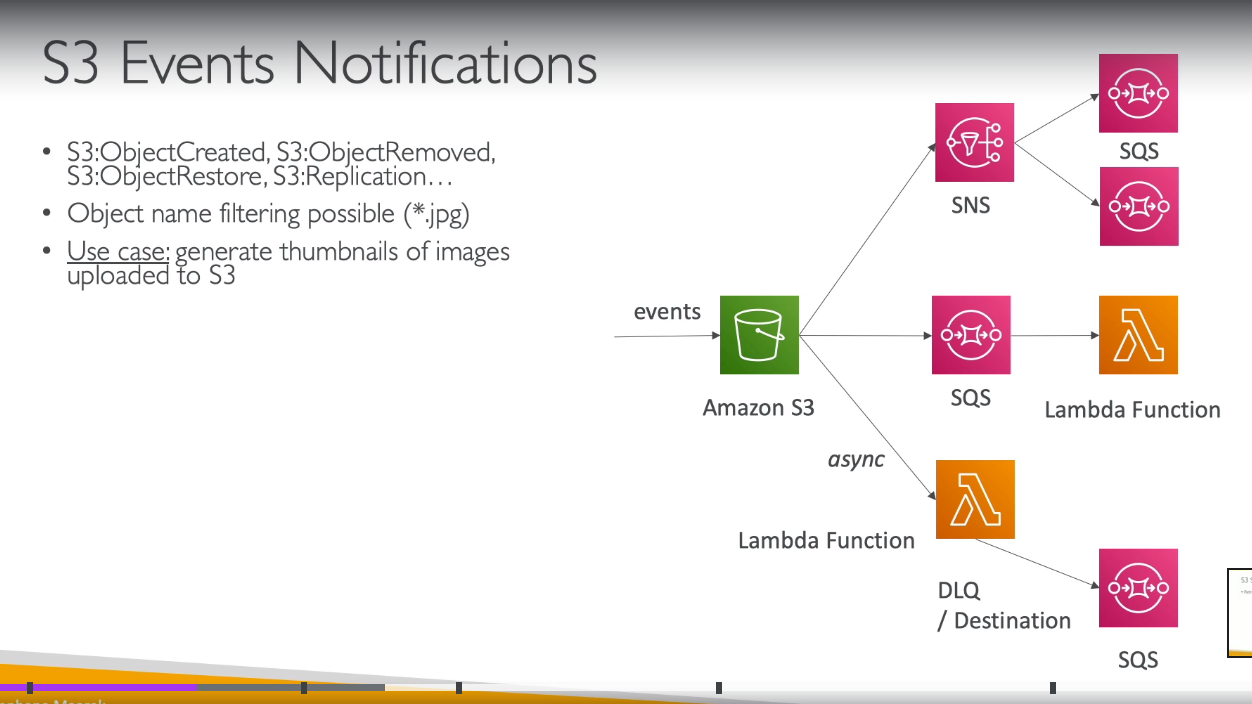 S3 Events Notifications
• S3:ObjectCreated, S3:ObjectRemoved,
S3:ObjectRestore, S3:Replication…
• Object name filtering possible (*.jpg)
• Use case: generate thumbnails of images
uploaded to S3
SQS
SNS
events
Amazon S3
SQS
Lambda Function
async
Lambda Function
DLQ
/ Destination
SQS